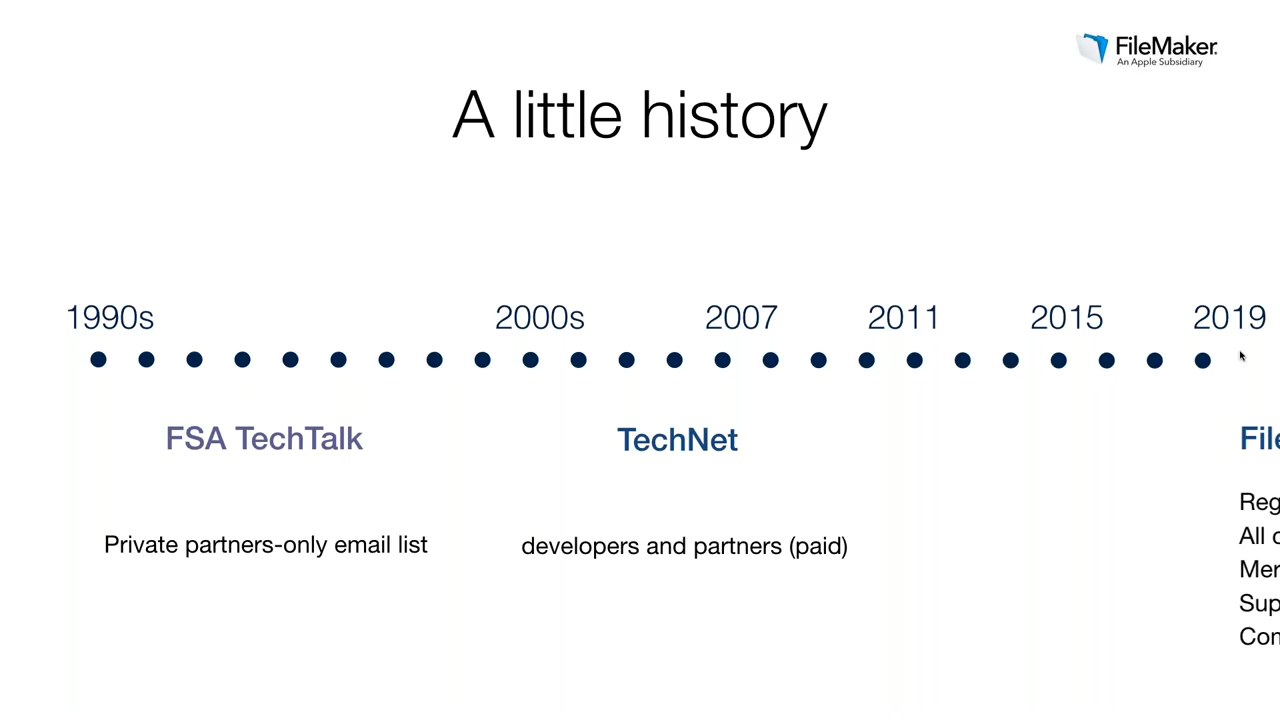 FileMaker.
An Apple Subsidiary
A little history
1990s 2000s 2007 2011 2015 2019
FSA TechTalk
TechNet
Private partners-only email list
developers and partners (paid)
All